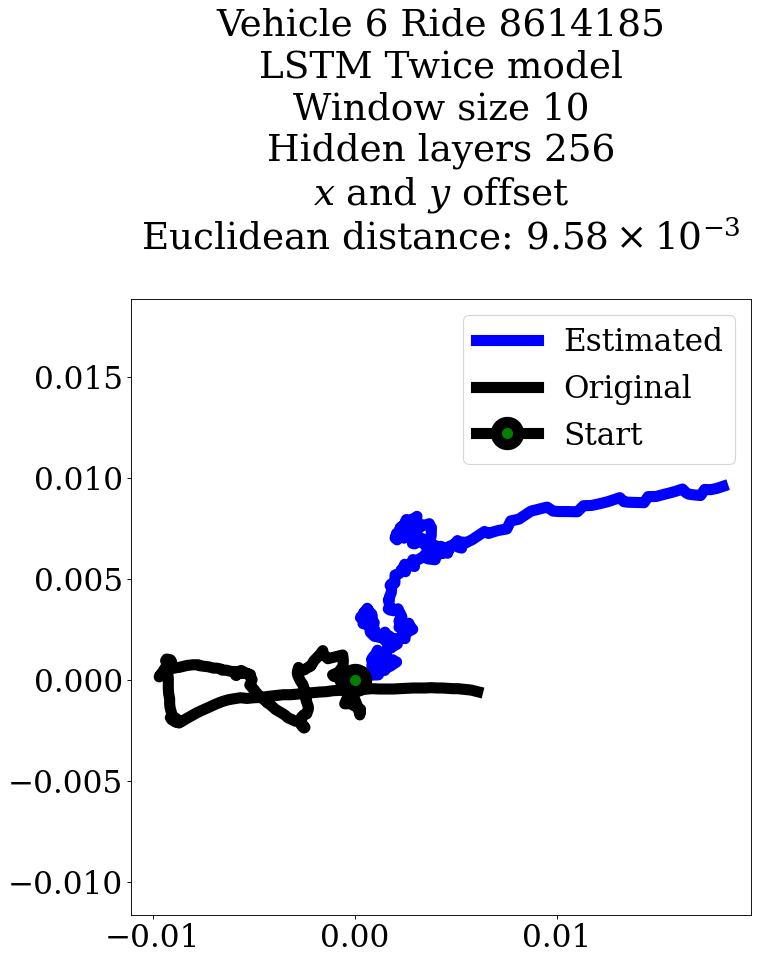 Vehicle 6 Ride 8614185
LSTM Twice model
Window size 10
Hidden layers 256
x and y offset
Euclidean distance: 9.58 × 10⁻³
Estimated
Original
Start
0.015
0.010
0.005
0.000
−0.005
−0.010
−0.01 0.00 0.01